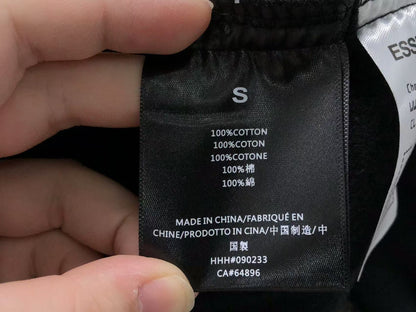 S
100%COTTON
100%COTON
100%COTONE
100%棉
100%綿
MADE IN CHINA/FABRIQUÉ EN
CHINE/PRODOTTO IN CINA/中国制造/中
国製
HHH#090233
CA#64896
ESS